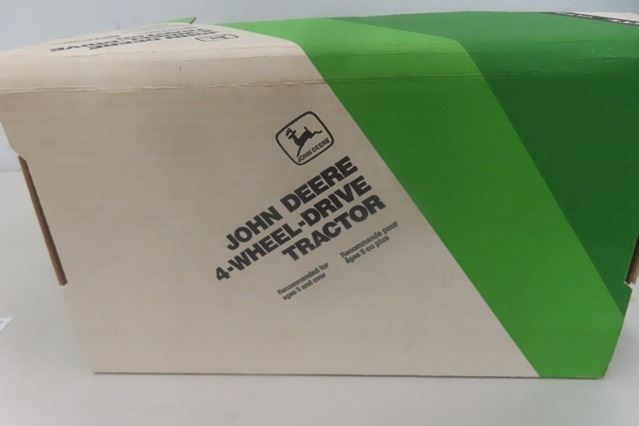 JOHN DEERE
JOHN DEERE
4-WHEEL-DRIVE
TRACTOR
Recommended for
ages 3 and over
Recommande pour
âges 3 ou plus